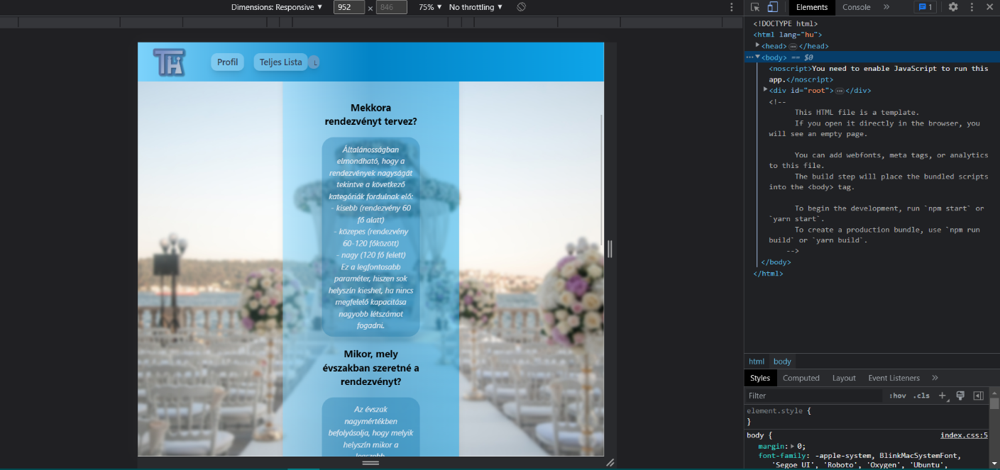 Dimensions: Responsive ▼ 952 × 846 75% ▼ No throttling ▼
Elements Console » 1
THi Profil Teljes Lista L
Mekkora
rendezvényt tervez?
Általánosságban
elmondható, hogy a
rendezvények nagyságát
tekintve a következő
kategóriák fordulnak elő:
- kisebb (rendezvény 60
fő alatt)
- közepes (rendezvény
60-120 főközött)
- nagy (120 fő felett)
Ez a legfontosabb
paraméter, hiszen sok
helyszín kieshet, ha nincs
megfelelő kapacitása
nagyobb létszámot
fogadni.
Mikor, mely
évszakban szeretné a
rendezvényt?
Az évszak
nagymértékben
befolyásolja, hogy melyik
helyszín mikor a
legszebb
<!DOCTYPE html>
<html lang="hu">
<head>…</head>
<body> == $0
<noscript>You need to enable JavaScript to run this
app.</noscript>
<div id="root">…</div>
<!--
This HTML file is a template.
If you open it directly in the browser, you
will see an empty page.
You can add webfonts, meta tags, or analytics
to this file.
The build step will place the bundled scripts
into the <body> tag.
To begin the development, run `npm start` or
`yarn start`.
To create a production bundle, use `npm run
build` or `yarn build`.
-->
</body>
</html>
html body
Styles Computed Layout Event Listeners »
Filter :hov .cls +
element.style {
}
body { index.css:5
margin: 0;
font-family: -apple-system, BlinkMacSystemFont,
'Segoe UI', 'Roboto', 'Oxygen', 'Ubuntu',